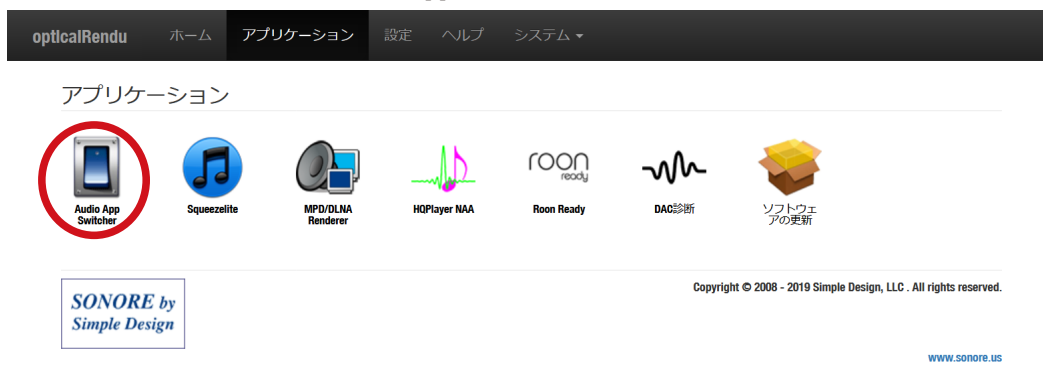 optIcalRendu ホーム アプリケーション 設定 ヘルプ システム
アプリケーション
Audio App
Switcher
Squeezelite
MPD/DLNA
Renderer
HQPlayer NAA
roon
ready
Roon Ready
DAC診断
ソフトウェ
アの更新
SONORE by
Simple Design
Copyright © 2008 - 2019 Simple Design, LLC . All rights reserved.
www.sonore.us